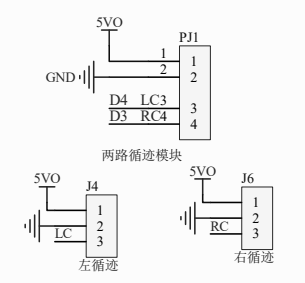 5VO
PJ1
1 1
GND 2 2
D4 LC3 3
D3 RC4 4
两路循迹模块
5VO J4
1
2
LC 3
左循迹
5VO J6
1
2
RC 3
右循迹